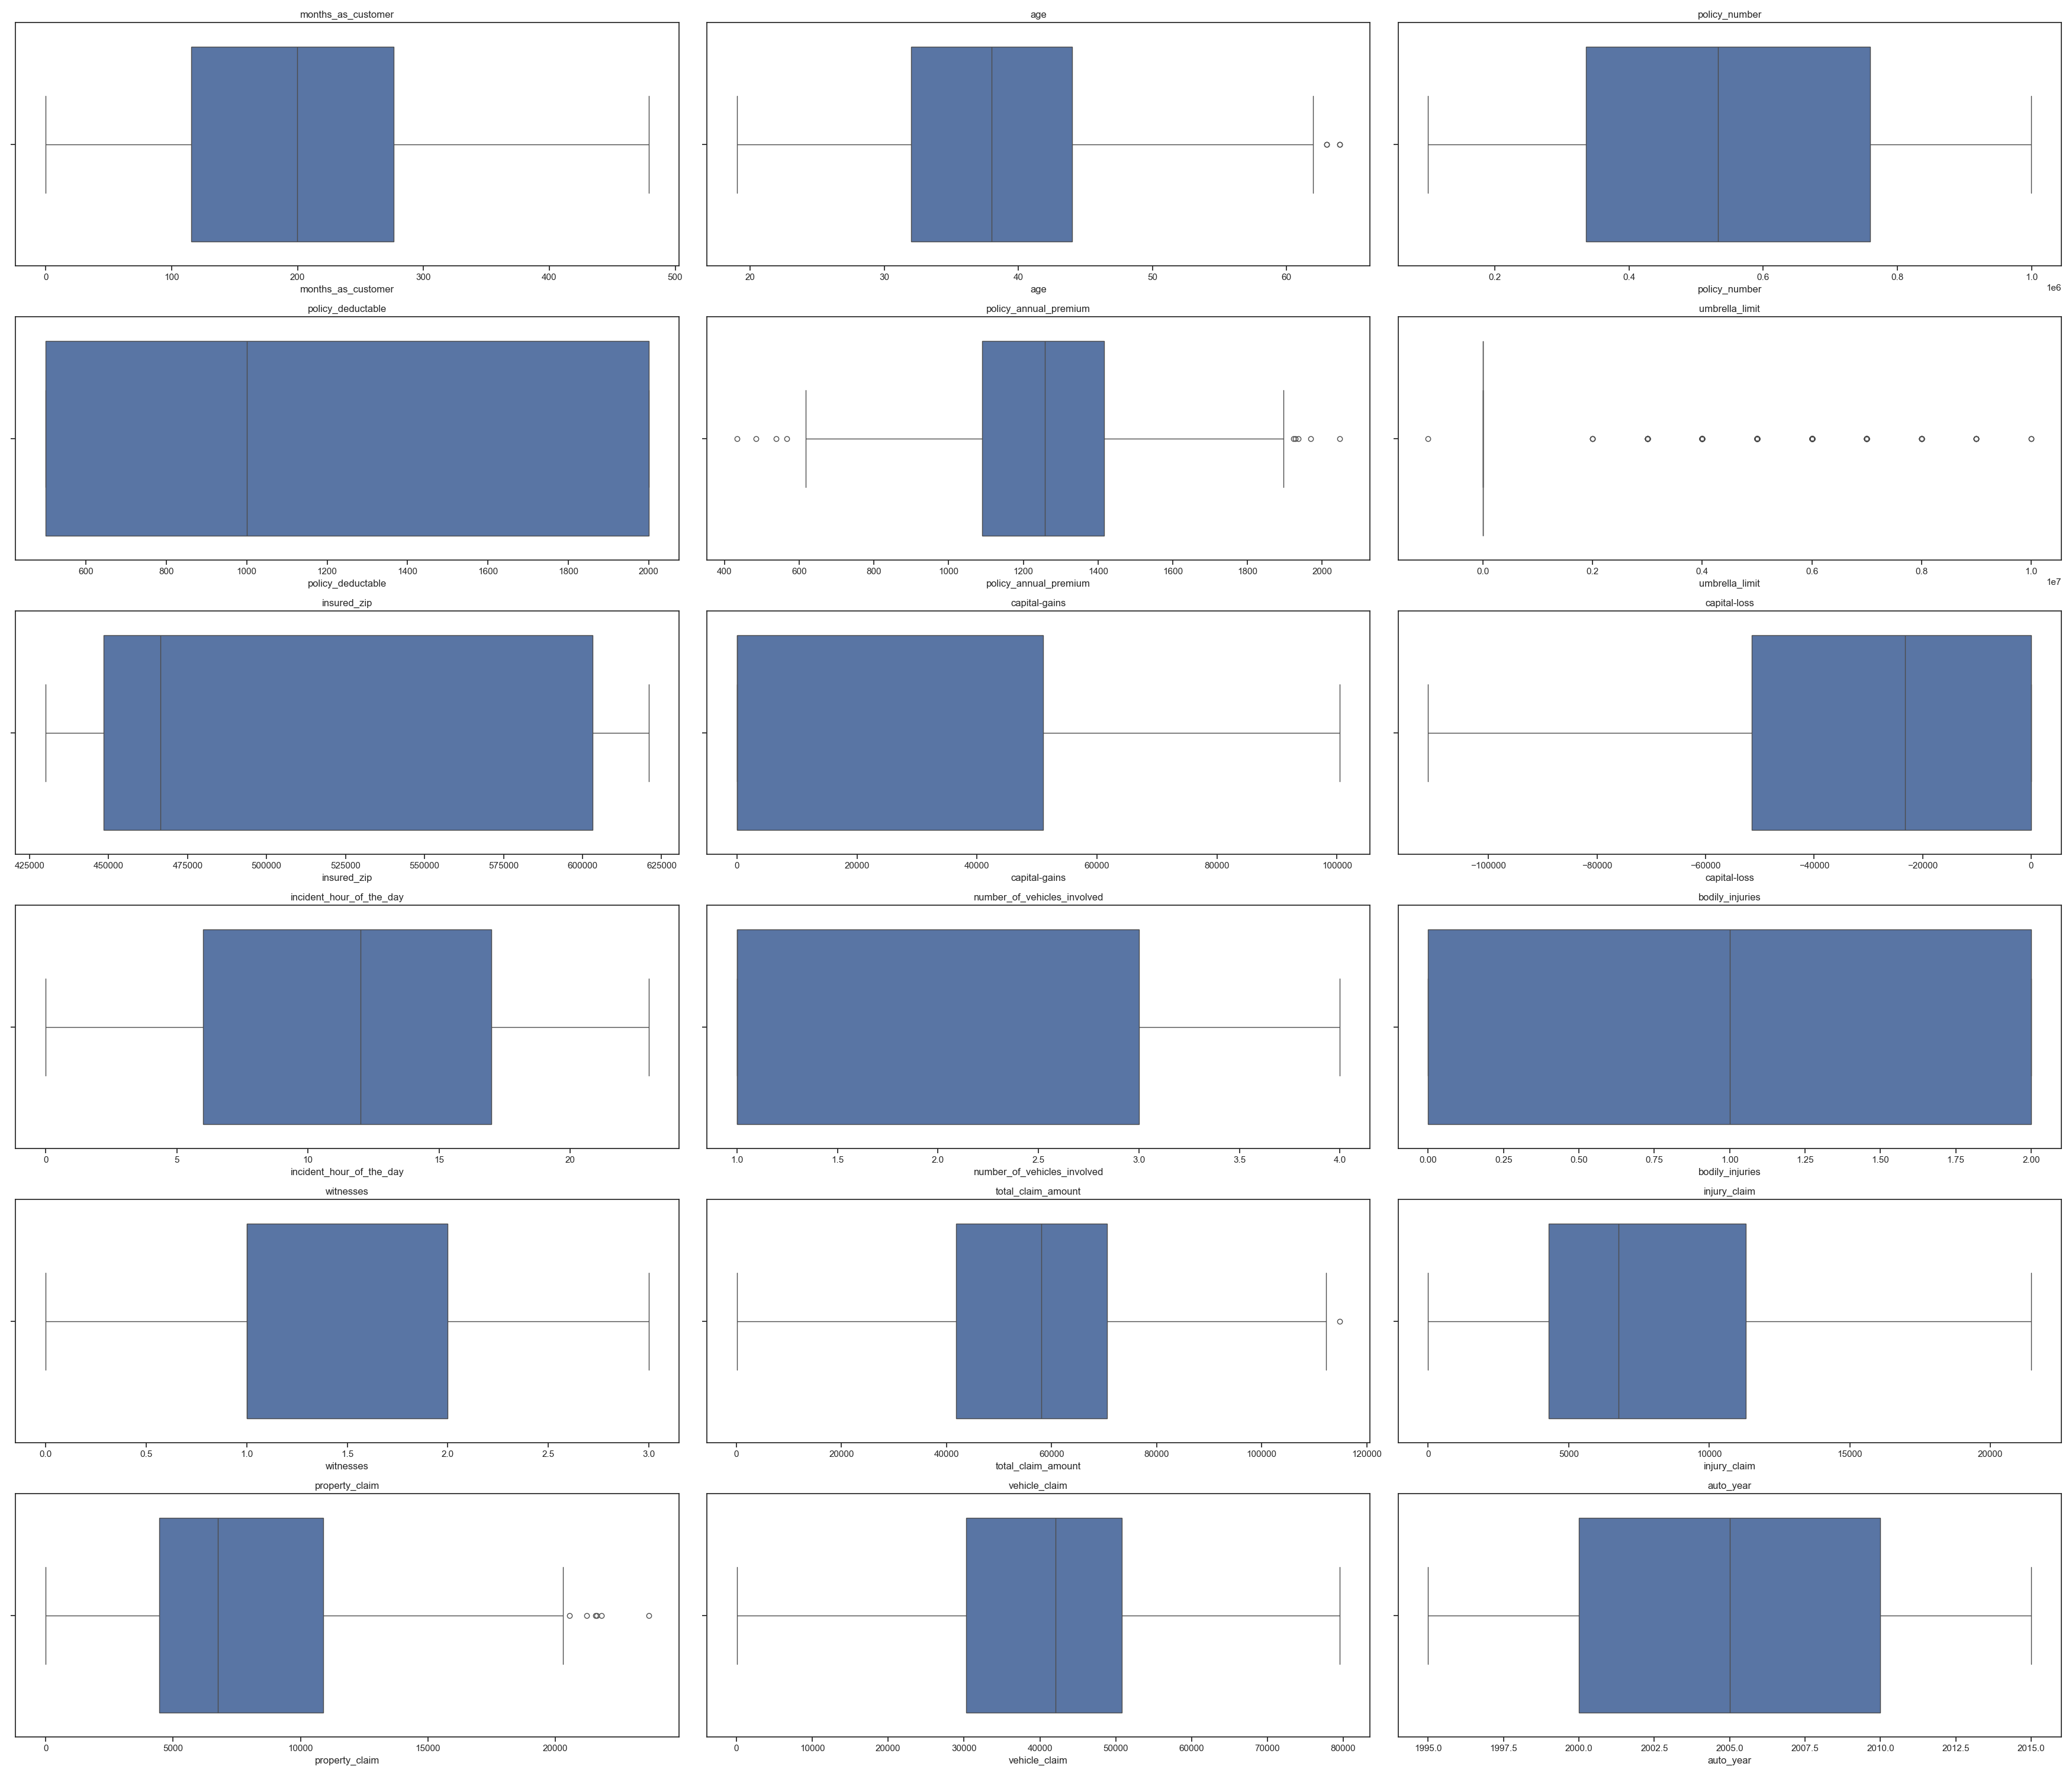 months_as_customer
0 100 200 300 400 500
months_as_customer
age
20 30 40 50 60
age
policy_number
0.2 0.4 0.6 0.8 1.0
policy_number
1e6
policy_deductable
600 800 1000 1200 1400 1600 1800 2000
policy_deductable
policy_annual_premium
400 600 800 1000 1200 1400 1600 1800 2000
policy_annual_premium
umbrella_limit
0.0 0.2 0.4 0.6 0.8 1.0
umbrella_limit
1e7
insured_zip
425000 450000 475000 500000 525000 550000 575000 600000 625000
insured_zip
capital-gains
0 20000 40000 60000 80000 100000
capital-gains
capital-loss
−100000 −80000 −60000 −40000 −20000 0
capital-loss
incident_hour_of_the_day
0 5 10 15 20
incident_hour_of_the_day
number_of_vehicles_involved
1.0 1.5 2.0 2.5 3.0 3.5 4.0
number_of_vehicles_involved
bodily_injuries
0.00 0.25 0.50 0.75 1.00 1.25 1.50 1.75 2.00
bodily_injuries
witnesses
0.0 0.5 1.0 1.5 2.0 2.5 3.0
witnesses
total_claim_amount
0 20000 40000 60000 80000 100000 120000
total_claim_amount
injury_claim
0 5000 10000 15000 20000
injury_claim
property_claim
0 5000 10000 15000 20000
property_claim
vehicle_claim
0 10000 20000 30000 40000 50000 60000 70000 80000
vehicle_claim
auto_year
1995.0 1997.5 2000.0 2002.5 2005.0 2007.5 2010.0 2012.5 2015.0
auto_year